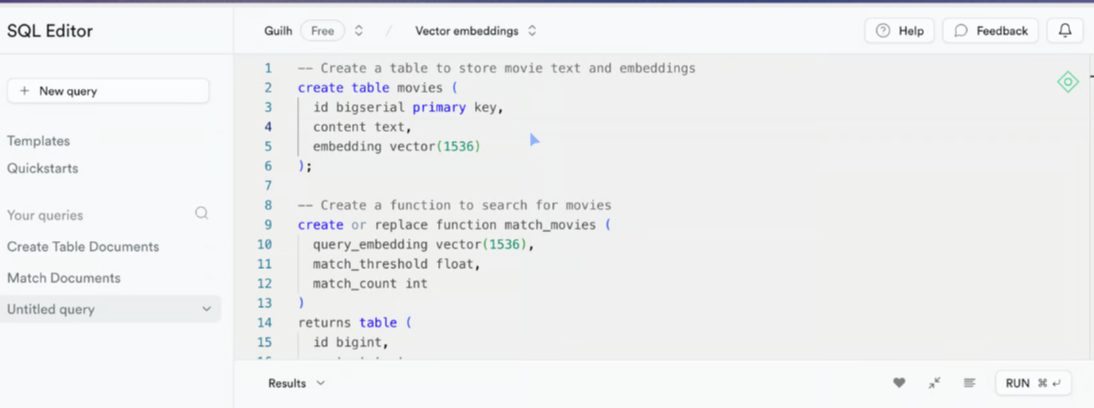 SQL Editor
Guilh Free / Vector embeddings
Help
Feedback
+ New query
Templates
Quickstarts
Your queries
Create Table Documents
Match Documents
Untitled query
1 -- Create a table to store movie text and embeddings
2 create table movies (
3 id bigserial primary key,
4 content text,
5 embedding vector(1536)
6 );
7
8 -- Create a function to search for movies
9 create or replace function match_movies (
10 query_embedding vector(1536),
11 match_threshold float,
12 match_count int
13 )
14 returns table (
15 id bigint,
Results
RUN ⌘ ↵